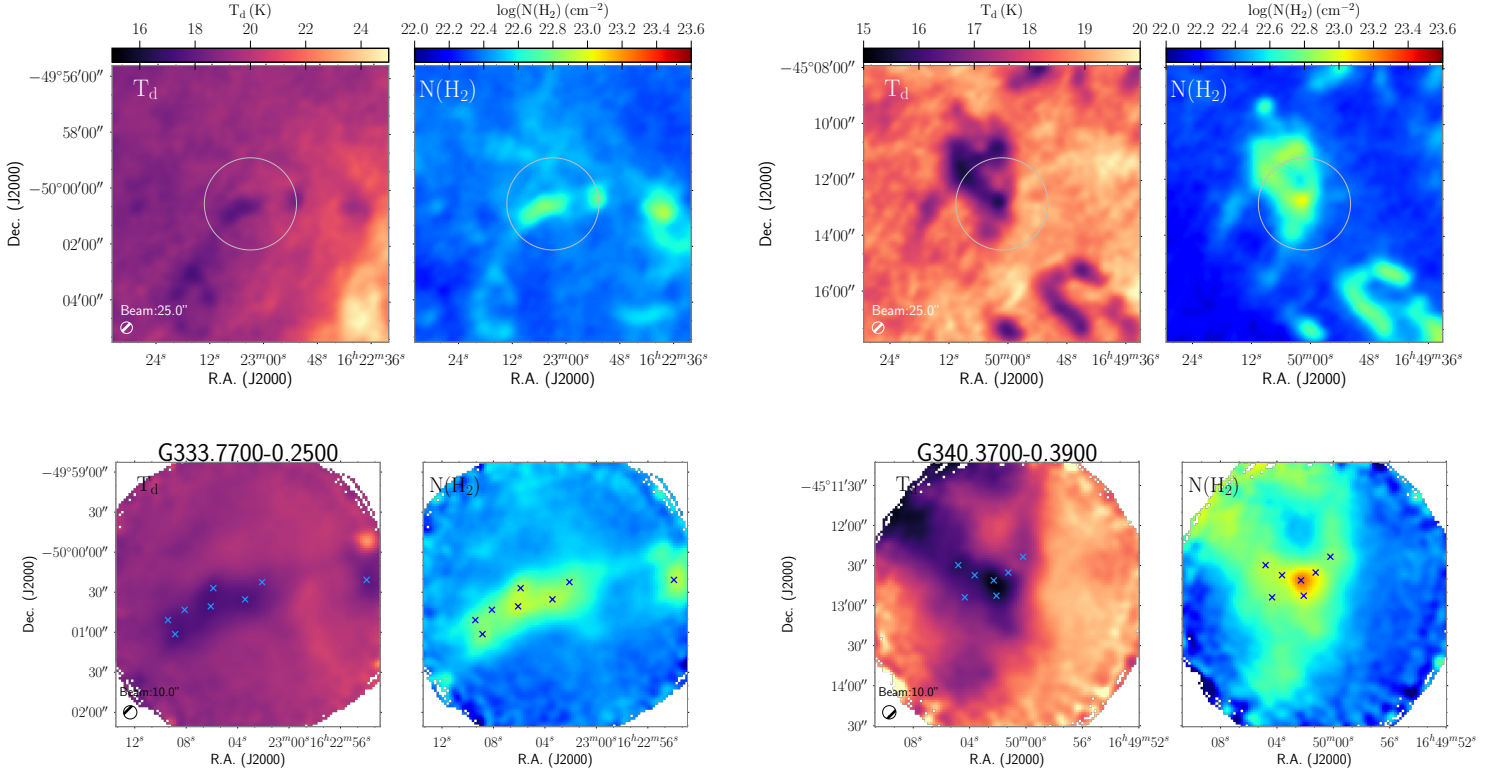 T_d (K)
16 18 20 22 24
log(N(H₂) (cm⁻²)
22.0 22.2 22.4 22.6 22.8 23.0 23.2 23.4 23.6
T_d (K)
15 16 17 18 19 20
log(N(H₂) (cm⁻²)
22.0 22.2 22.4 22.6 22.8 23.0 23.2 23.4 23.6
−49°56′00″
58′00″
−50°00′00″
02′00″
04′00″
Dec. (J2000)
T_d
Beam:25.0"
24ˢ 12ˢ 23ᵐ00ˢ 48ˢ 16ʰ22ᵐ36ˢ
R.A. (J2000)
N(H₂)
24ˢ 12ˢ 23ᵐ00ˢ 48ˢ 16ʰ22ᵐ36ˢ
R.A. (J2000)
−45°08′00″
10′00″
12′00″
14′00″
16′00″
Dec. (J2000)
T_d
Beam:25.0"
24ˢ 12ˢ 50ᵐ00ˢ 48ˢ 16ʰ49ᵐ36ˢ
R.A. (J2000)
N(H₂)
24ˢ 12ˢ 50ᵐ00ˢ 48ˢ 16ʰ49ᵐ36ˢ
R.A. (J2000)
G333.7700-0.2500
−49°59′00″
30″
−50°00′00″
30″
01′00″
30″
02′00″
Dec. (J2000)
T_d
Beam:10.0"
12ˢ 08ˢ 04ˢ 23ᵐ00ˢ16ʰ22ᵐ56ˢ
R.A. (J2000)
N(H₂)
12ˢ 08ˢ 04ˢ 23ᵐ00ˢ16ʰ22ᵐ56ˢ
R.A. (J2000)
G340.3700-0.3900
−45°11′30″
12′00″
30″
13′00″
30″
14′00″
30″
Dec. (J2000)
T
Beam:10.0"
08ˢ 04ˢ 50ᵐ00ˢ 56ˢ 16ʰ49ᵐ52ˢ
R.A. (J2000)
N(H₂)
08ˢ 04ˢ 50ᵐ00ˢ 56ˢ 16ʰ49ᵐ52ˢ
R.A. (J2000)